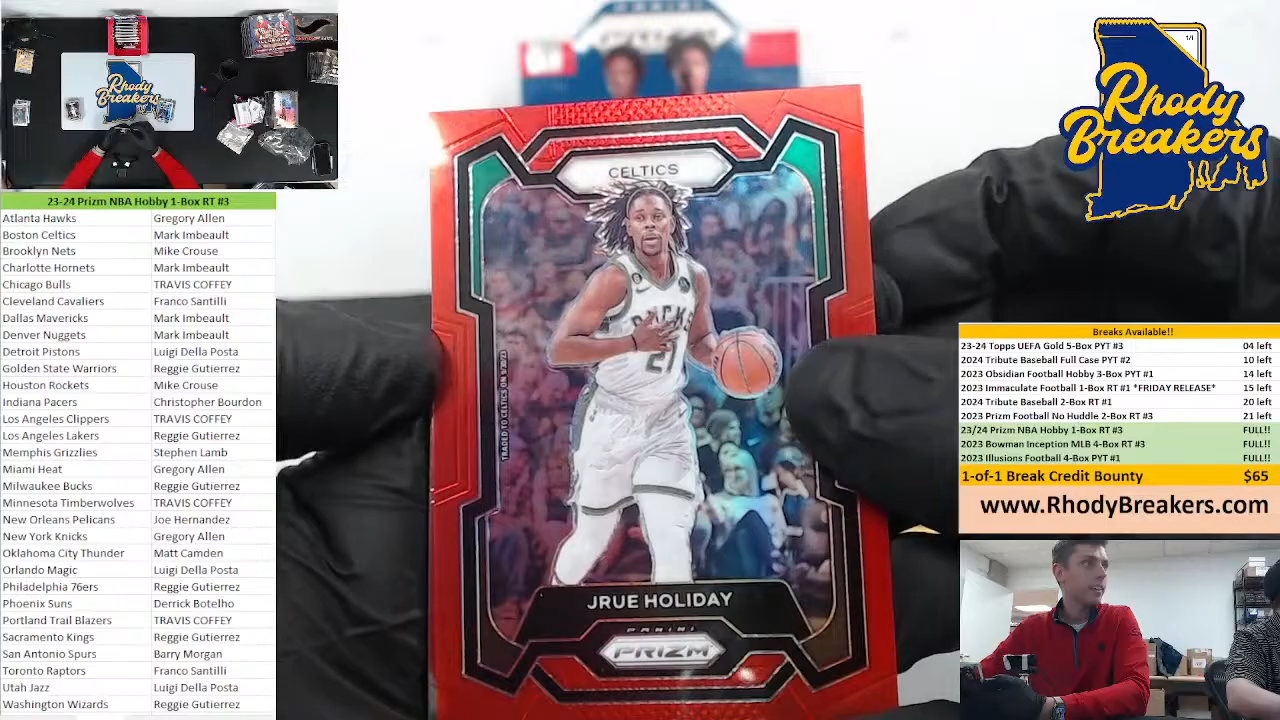 Rhody
Breakers
23-24 Prizm NBA Hobby 1-Box RT #3
Atlanta Hawks Gregory Allen
Boston Celtics Mark Imbeault
Brooklyn Nets Mike Crouse
Charlotte Hornets Mark Imbeault
Chicago Bulls TRAVIS COFFEY
Cleveland Cavaliers Franco Santilli
Dallas Mavericks Mark Imbeault
Denver Nuggets Mark Imbeault
Detroit Pistons Luigi Della Posta
Golden State Warriors Reggie Gutierrez
Houston Rockets Mike Crouse
Indiana Pacers Christopher Bourdon
Los Angeles Clippers TRAVIS COFFEY
Los Angeles Lakers Reggie Gutierrez
Memphis Grizzlies Stephen Lamb
Miami Heat Gregory Allen
Milwaukee Bucks Reggie Gutierrez
Minnesota Timberwolves TRAVIS COFFEY
New Orleans Pelicans Joe Hernandez
New York Knicks Gregory Allen
Oklahoma City Thunder Matt Camden
Orlando Magic Luigi Della Posta
Philadelphia 76ers Reggie Gutierrez
Phoenix Suns Derrick Botelho
Portland Trail Blazers TRAVIS COFFEY
Sacramento Kings Reggie Gutierrez
San Antonio Spurs Barry Morgan
Toronto Raptors Franco Santilli
Utah Jazz Luigi Della Posta
Washington Wizards Reggie Gutierrez
PANINI
CELTICS
BUCKS
21
TRADED TO CELTICS ON 9/30/23
JRUE HOLIDAY
PANINI
PRIZM
1/1
Rhody
Breakers
Breaks Available!!
23-24 Topps UEFA Gold 5-Box PYT #3 04 left
2024 Tribute Baseball Full Case PYT #2 10 left
2023 Obsidian Football Hobby 3-Box PYT #1 14 left
2023 Immaculate Football 1-Box RT #1 *FRIDAY RELEASE* 15 left
2024 Tribute Baseball 2-Box RT #1 20 left
2023 Prizm Football No Huddle 2-Box RT #3 21 left
23/24 Prizm NBA Hobby 1-Box RT #3 FULL!!
2023 Bowman Inception MLB 4-Box RT #3 FULL!!
2023 Illusions Football 4-Box PYT #1 FULL!!
1-of-1 Break Credit Bounty $65
www.RhodyBreakers.com